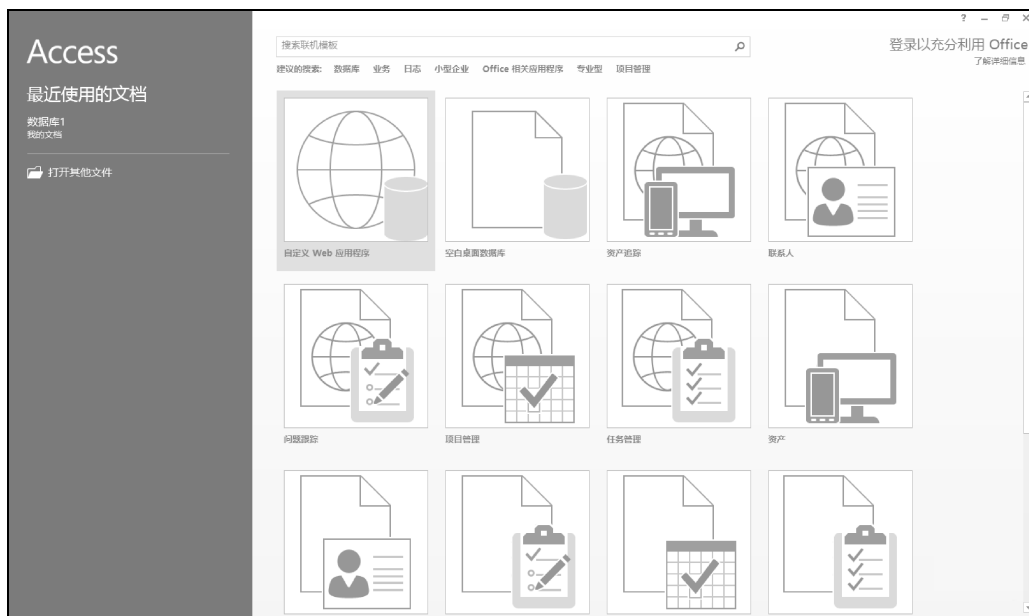 ? – ×
Access
最近使用的文档
数据库1
我的文档
打开其他文件
搜索联机模板
建议的搜索: 数据库 业务 日志 小型企业 Office 相关应用程序 专业型 项目管理
登录以充分利用 Office
了解详细信息
自定义 Web 应用程序
空白桌面数据库
资产追踪
联系人
问题跟踪
项目管理
任务管理
资产